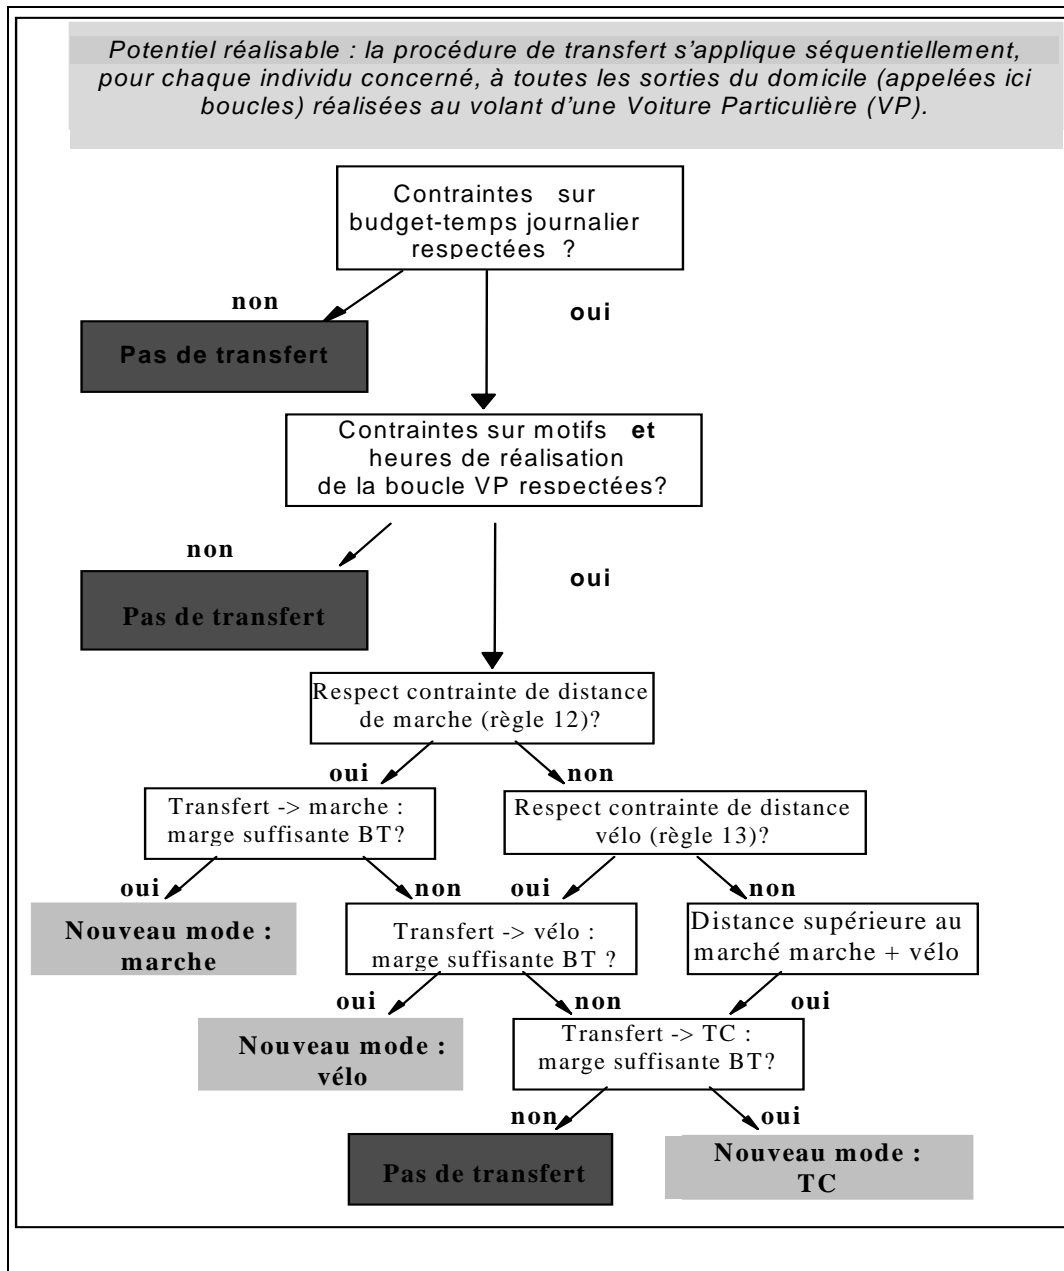 Potentiel réalisable : la procédure de transfert s'applique séquentiellement,
pour chaque individu concerné, à toutes les sorties du domicile (appelées ici
boucles) réalisées au volant d'une Voiture Particulière (VP).
Contraintes sur
budget-temps journalier
respectées ?
non
oui
Pas de transfert
Contraintes sur motifs et
heures de réalisation
de la boucle VP respectées?
non
oui
Pas de transfert
Respect contrainte de distance
de marche (règle 12)?
oui
non
Transfert -> marche :
marge suffisante BT?
Respect contrainte de distance
vélo (règle 13)?
oui
non
oui
non
Nouveau mode :
marche
Transfert -> vélo :
marge suffisante BT ?
Distance supérieure au
marché marche + vélo
oui
non
oui
Nouveau mode :
vélo
Transfert -> TC :
marge suffisante BT?
non
oui
Pas de transfert
Nouveau mode :
TC